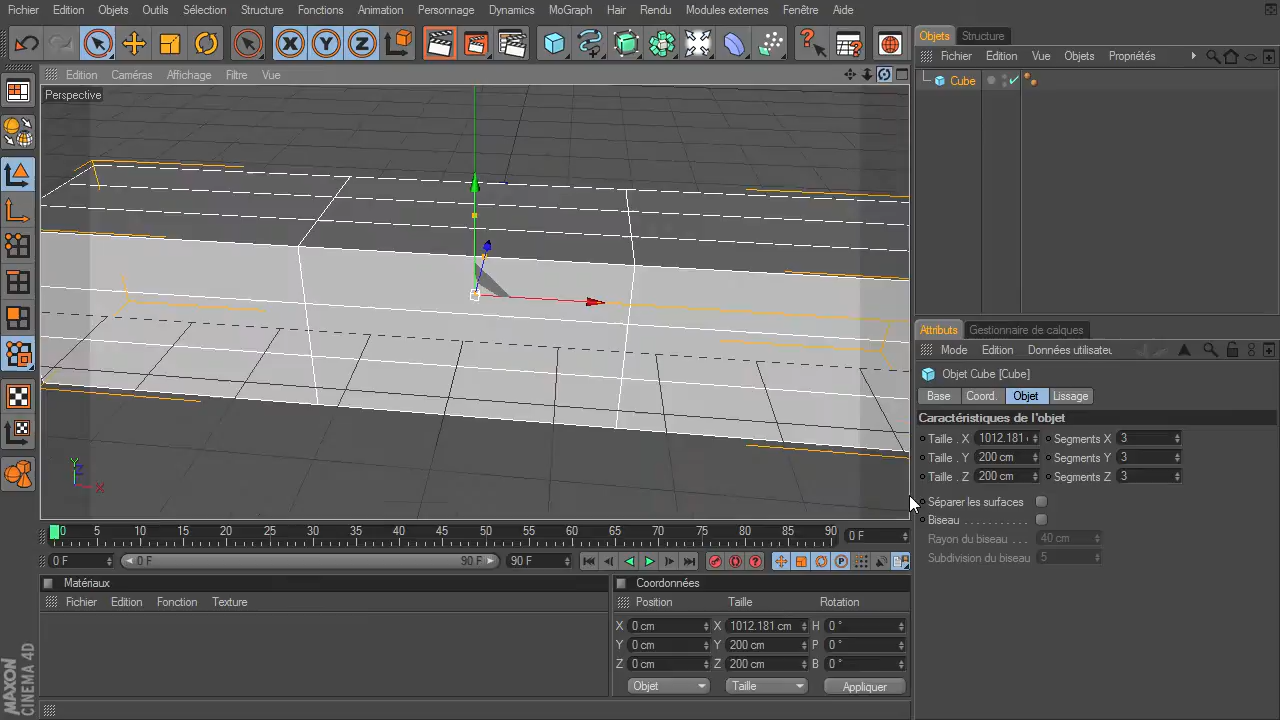 Fichier Edition Objets Outils Sélection Structure Fonctions Animation Personnage Dynamics MoGraph Hair Rendu Modules externes Fenêtre Aide
X Y Z
Edition Caméras Affichage Filtre Vue
Perspective
Y
Z
X
Objets Structure
Fichier Edition Vue Objets Propriétés
Cube
Attributs Gestionnaire de calques
Mode Edition Données utilisateu
Objet Cube [Cube]
Base Coord. Objet Lissage
Caractéristiques de l'objet
Taille . X 1012.181 Segments X 3
Taille . Y 200 cm Segments Y 3
Taille . Z 200 cm Segments Z 3
Séparer les surfaces
Biseau . . . . . . . . . . .
Rayon du biseau . . . 40 cm
Subdivision du biseau 5
0 5 10 15 20 25 30 35 40 45 50 55 60 65 70 75 80 85 90 0 F
0 F 0 F 90 F 90 F
Matériaux
Fichier Edition Fonction Texture
Coordonnées
Position Taille Rotation
X 0 cm X 1012.181 cm H 0 °
Y 0 cm Y 200 cm P 0 °
Z 0 cm Z 200 cm B 0 °
Objet Taille Appliquer
MAXON
CINEMA 4D